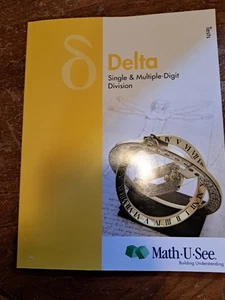 Tests
δ
Delta
Single & Multiple-Digit
Division
Math·U·See
Building Understanding